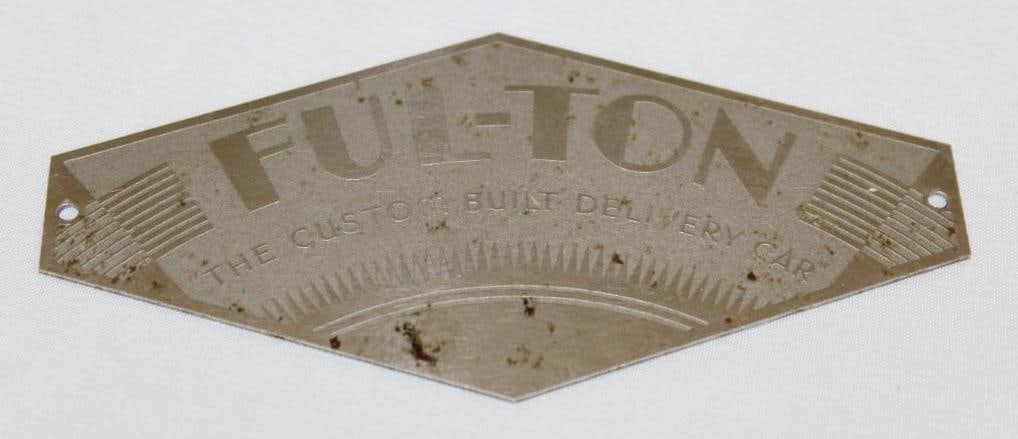 FUL-TON
"THE CUSTOM BUILT DELIVERY CAR"